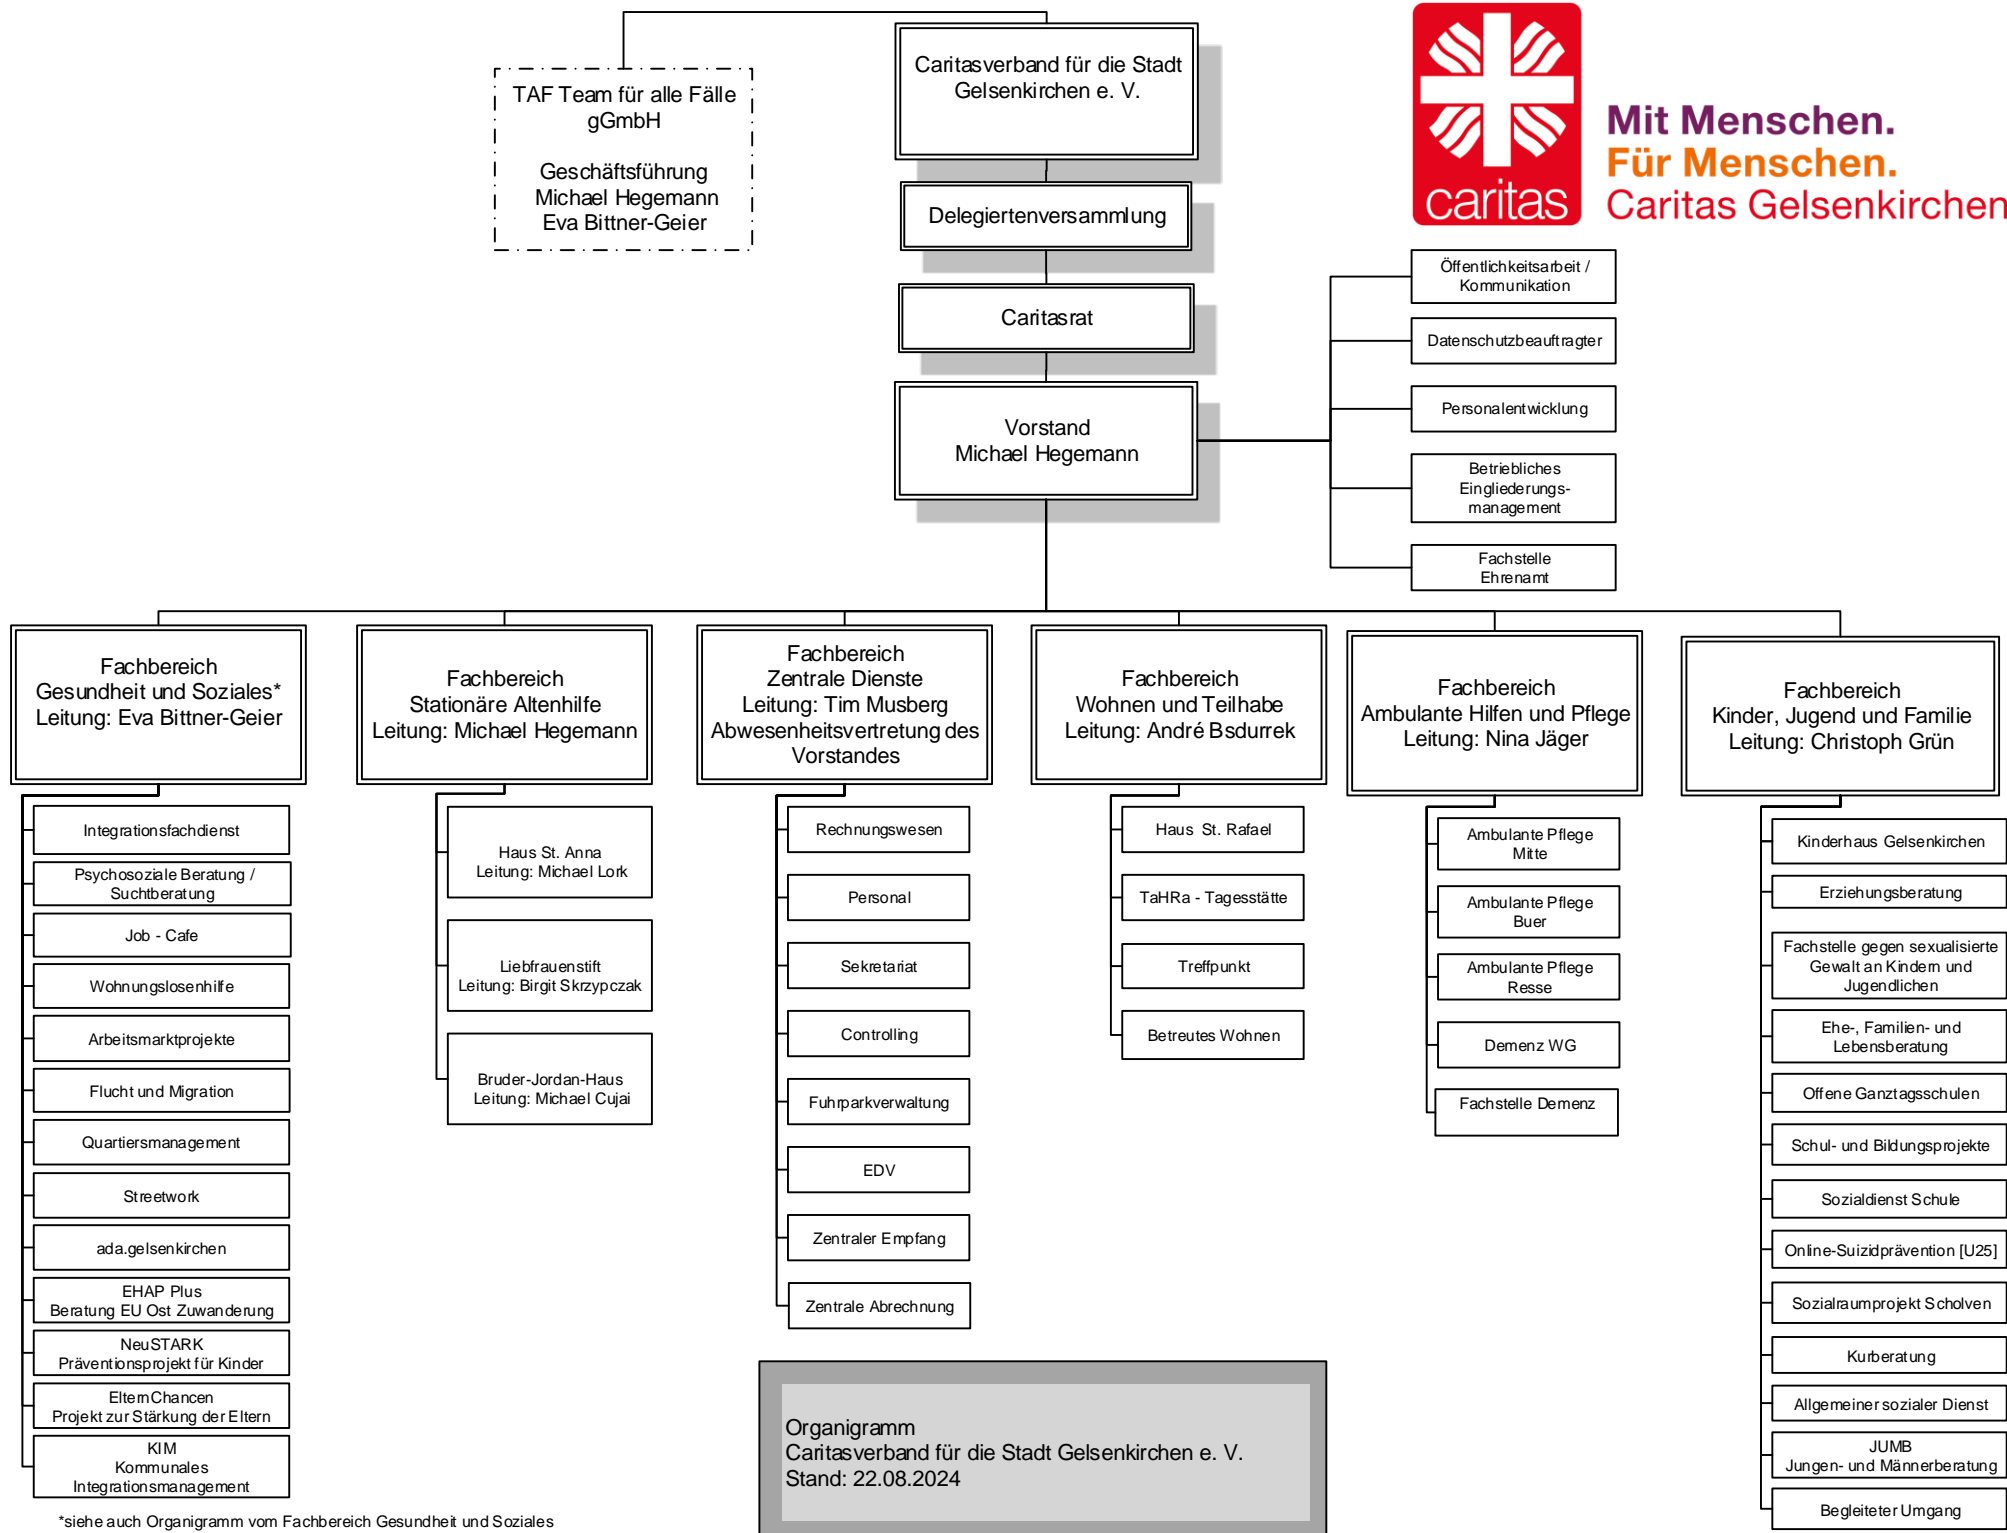 Caritasverband für die Stadt
Gelsenkirchen e. V.
TAF Team für alle Fälle
gGmbH
Geschäftsführung
Michael Hegemann
Eva Bittner-Geier
caritas
Mit Menschen.
Für Menschen.
Caritas Gelsenkirchen
Delegiertenversammlung
Caritasrat
Vorstand
Michael Hegemann
Öffentlichkeitsarbeit /
Kommunikation
Datenschutzbeauftragter
Personalentwicklung
Betriebliches
Eingliederungs-
management
Fachstelle
Ehrenamt
Fachbereich
Gesundheit und Soziales*
Leitung: Eva Bittner-Geier
Integrationsfachdienst
Psychosoziale Beratung /
Suchtberatung
Job - Cafe
Wohnungslosenhilfe
Arbeitsmarktprojekte
Flucht und Migration
Quartiersmanagement
Streetwork
ada.gelsenkirchen
EHAP Plus
Beratung EU Ost Zuwanderung
NeuSTARK
Präventionsprojekt für Kinder
ElternChancen
Projekt zur Stärkung der Eltern
KIM
Kommunales
Integrationsmanagement
Fachbereich
Stationäre Altenhilfe
Leitung: Michael Hegemann
Haus St. Anna
Leitung: Michael Lork
Liebfrauenstift
Leitung: Birgit Skrzypczak
Bruder-Jordan-Haus
Leitung: Michael Cujai
Fachbereich
Zentrale Dienste
Leitung: Tim Musberg
Abwesenheitsvertretung des
Vorstandes
Rechnungswesen
Personal
Sekretariat
Controlling
Fuhrparkverwaltung
EDV
Zentraler Empfang
Zentrale Abrechnung
Fachbereich
Wohnen und Teilhabe
Leitung: André Bsdurrek
Haus St. Rafael
TaHRa - Tagesstätte
Treffpunkt
Betreutes Wohnen
Fachbereich
Ambulante Hilfen und Pflege
Leitung: Nina Jäger
Ambulante Pflege
Mitte
Ambulante Pflege
Buer
Ambulante Pflege
Resse
Demenz WG
Fachstelle Demenz
Fachbereich
Kinder, Jugend und Familie
Leitung: Christoph Grün
Kinderhaus Gelsenkirchen
Erziehungsberatung
Fachstelle gegen sexualisierte
Gewalt an Kindern und
Jugendlichen
Ehe-, Familien- und
Lebensberatung
Offene Ganztagsschulen
Schul- und Bildungsprojekte
Sozialdienst Schule
Online-Suizidprävention [U25]
Sozialraumprojekt Scholven
Kurberatung
Allgemeiner sozialer Dienst
JUMB
Jungen- und Männerberatung
Begleiteter Umgang
Organigramm
Caritasverband für die Stadt Gelsenkirchen e. V.
Stand: 22.08.2024
*siehe auch Organigramm vom Fachbereich Gesundheit und Soziales